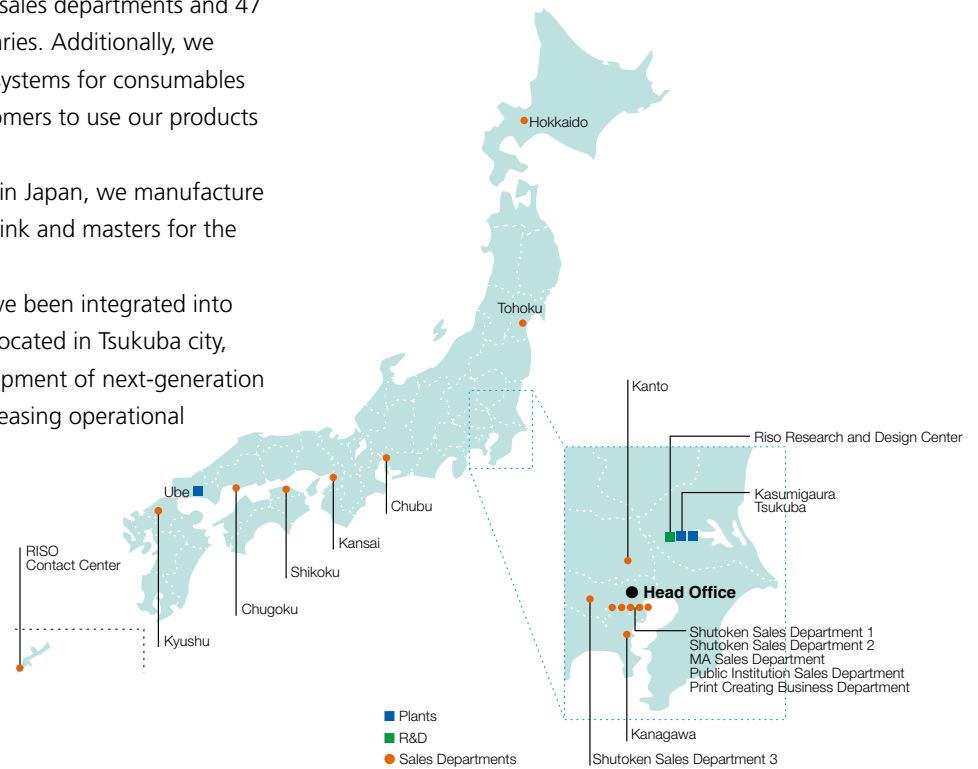 sales departments and 47
ries. Additionally, we
systems for consumables
omers to use our products
in Japan, we manufacture
ink and masters for the
ve been integrated into
ocated in Tsukuba city,
pment of next-generation
easing operational
Hokkaido
Tohoku
Kanto
Riso Research and Design Center
Kasumigaura
Tsukuba
Ube
Chubu
Kansai
Shikoku
Chugoku
Kyushu
RISO
Contact Center
Head Office
Shutoken Sales Department 1
Shutoken Sales Department 2
MA Sales Department
Public Institution Sales Department
Print Creating Business Department
Kanagawa
Shutoken Sales Department 3
Plants
R&D
Sales Departments